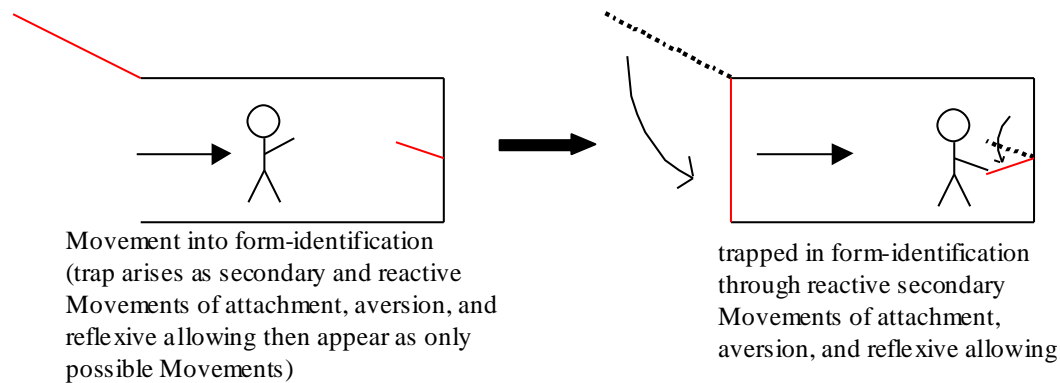 Movement into form-identification
(trap arises as secondary and reactive
Movements of attachment, aversion, and
reflexive allowing then appear as only
possible Movements)
trapped in form-identification
through reactive secondary
Movements of attachment,
aversion, and reflexive allowing